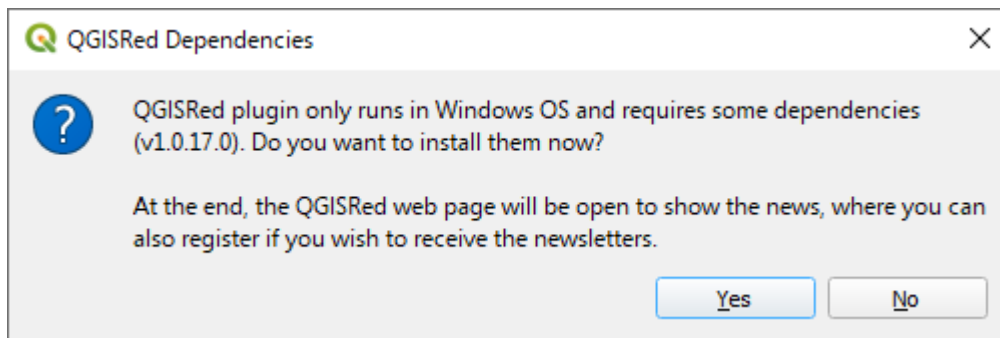 QGISRed Dependencies
QGISRed plugin only runs in Windows OS and requires some dependencies
(v1.0.17.0). Do you want to install them now?
At the end, the QGISRed web page will be open to show the news, where you can
also register if you wish to receive the newsletters.
Yes
No